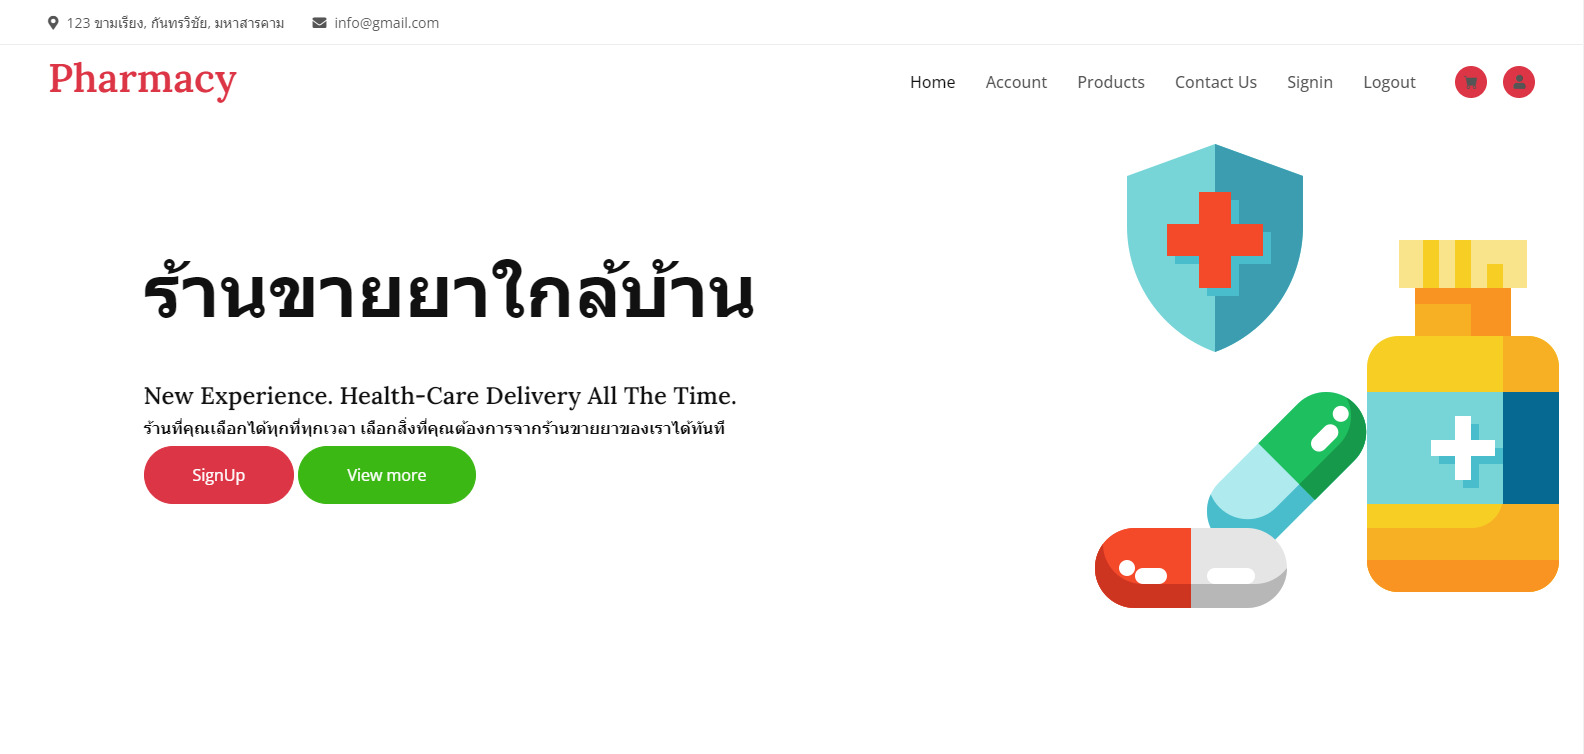 123 ขามเรียง, กันทรวิชัย, มหาสารคาม
info@gmail.com
Pharmacy
Home
Account
Products
Contact Us
Signin
Logout
ร้านขายยาใกล้บ้าน
New Experience. Health-Care Delivery All The Time.
ร้านที่คุณเลือกได้ทุกที่ทุกเวลา เลือกสิ่งที่คุณต้องการจากร้านขายยาของเราได้ทันที
SignUp
View more